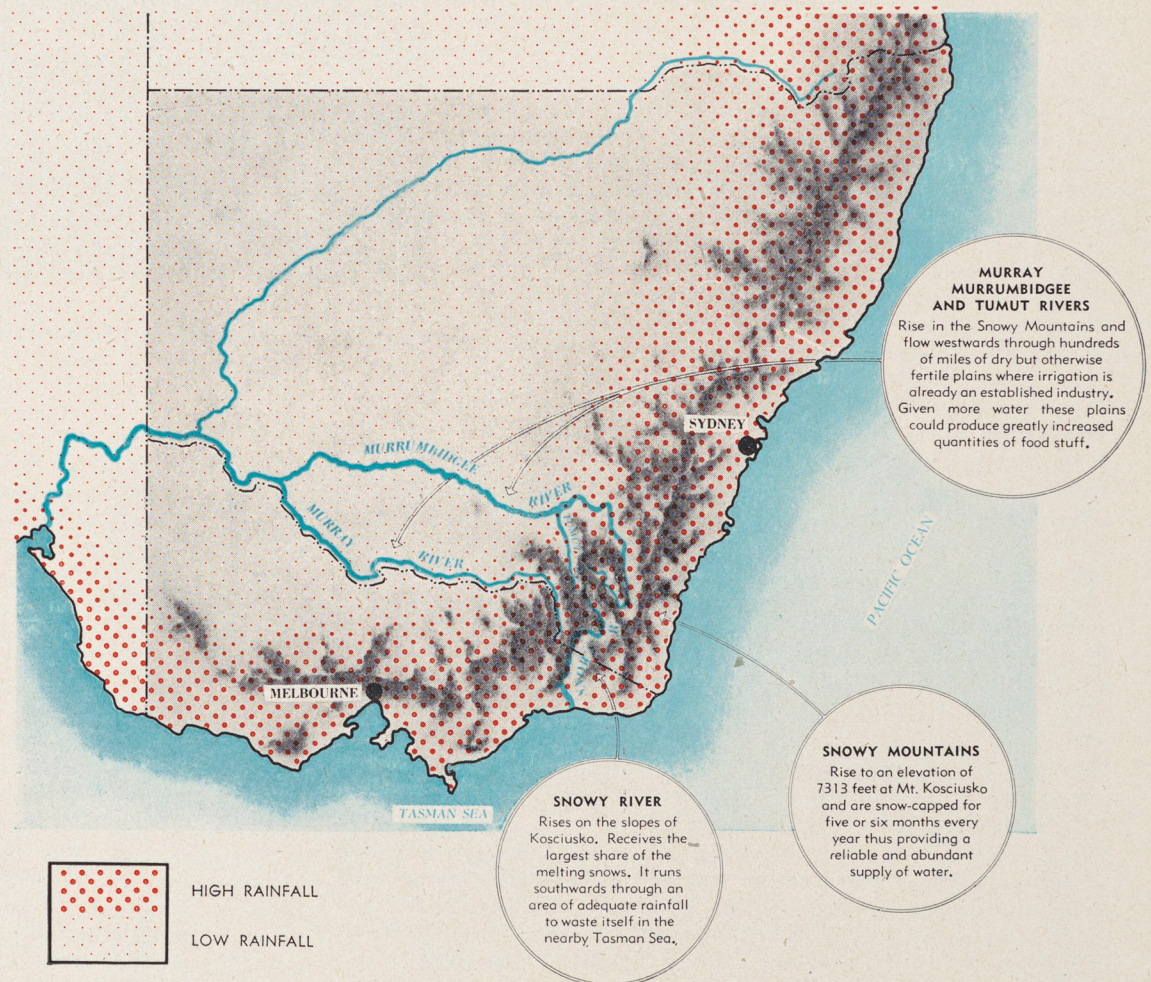 MURRAY
MURRUMBIDGEE
AND TUMUT RIVERS
Rise in the Snowy Mountains and
flow westwards through hundreds
of miles of dry but otherwise
fertile plains where irrigation is
already an established industry.
Given more water these plains
could produce greatly increased
quantities of food stuff.
SYDNEY
MURRUMBIDGEE
RIVER
MURRAY
RIVER
PACIFIC OCEAN
MELBOURNE
TASMAN SEA
SNOWY MOUNTAINS
Rise to an elevation of
7313 feet at Mt. Kosciusko
and are snow-capped for
five or six months every
year thus providing a
reliable and abundant
supply of water.
SNOWY RIVER
Rises on the slopes of
Kosciusko. Receives the
largest share of the
melting snows. It runs
southwards through an
area of adequate rainfall
to waste itself in the
nearby Tasman Sea.
HIGH RAINFALL
LOW RAINFALL